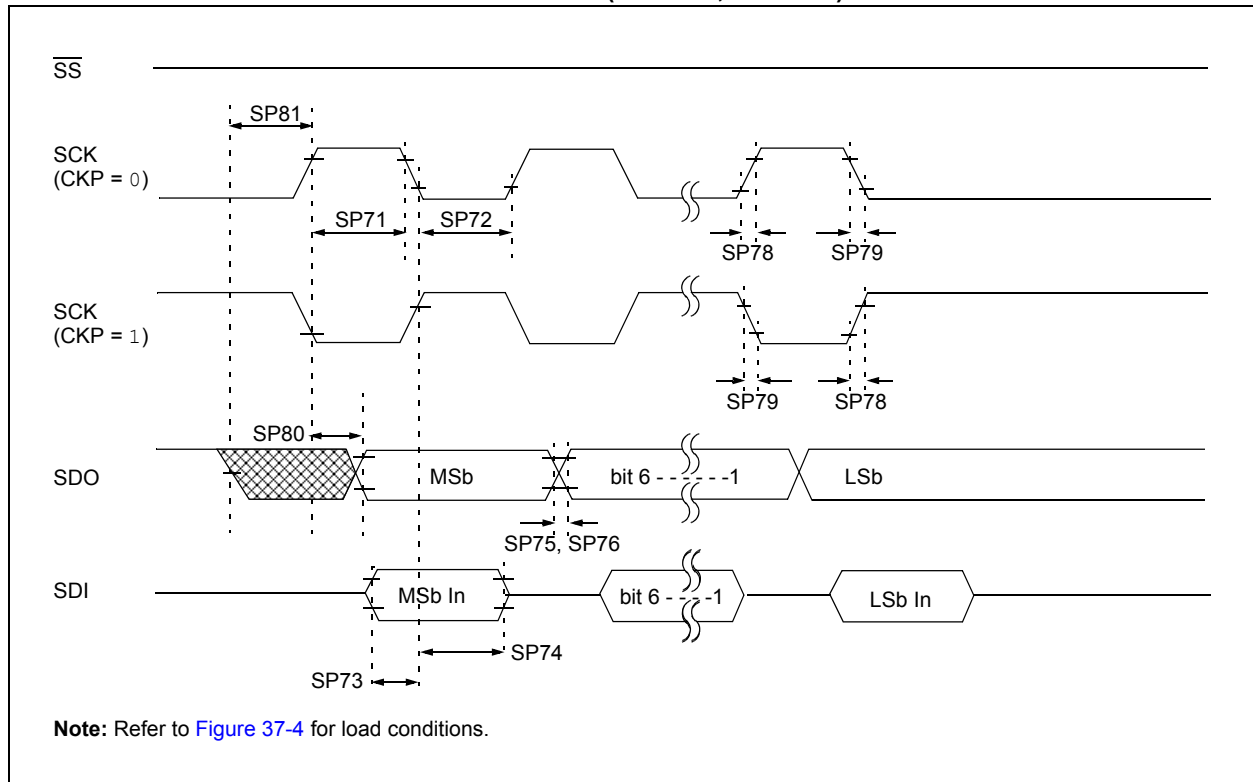 SS
SP81
SCK
(CKP = 0)
SP71
SP72
SP78
SP79
SCK
(CKP = 1)
SP79
SP78
SP80
SDO
MSb
bit 6 - - - - - -1
LSb
SP75, SP76
SDI
MSb In
bit 6 - - - - -1
LSb In
SP74
SP73
Note: Refer to Figure 37-4 for load conditions.